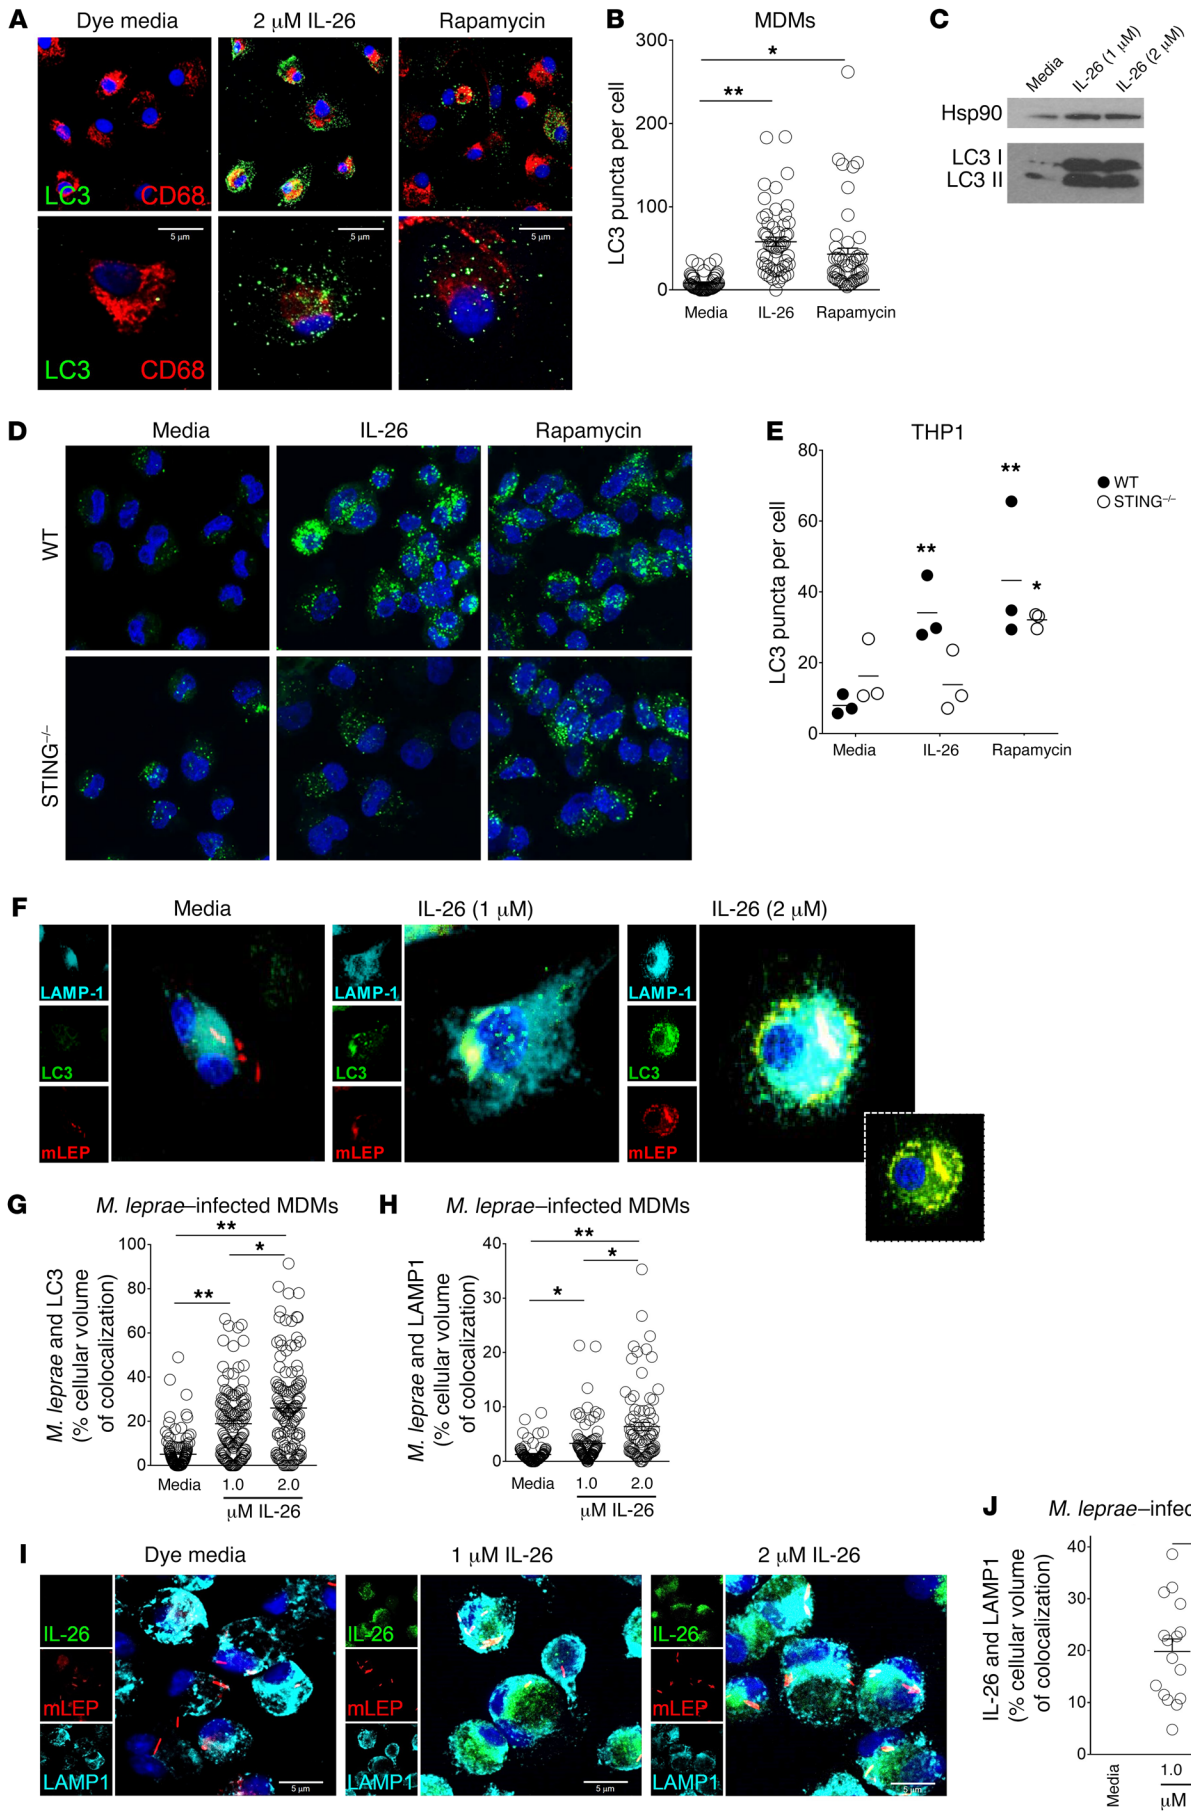 A
Dye media
2 μM IL-26
Rapamycin
LC3
CD68
5 μm
5 μm
5 μm
LC3
CD68
B
MDMs
LC3 puncta per cell
300
200
100
0
*
**
Media
IL-26
Rapamycin
C
Media
IL-26 (1 μM)
IL-26 (2 μM)
Hsp90
LC3 I
LC3 II
D
Media
IL-26
Rapamycin
WT
STING–/–
E
THP1
LC3 puncta per cell
80
60
40
20
0
**
**
*
WT
STING–/–
Media
IL-26
Rapamycin
F
Media
IL-26 (1 μM)
IL-26 (2 μM)
LAMP-1
LC3
mLEP
LAMP-1
LC3
mLEP
LAMP-1
LC3
mLEP
G
M. leprae–infected MDMs
M. leprae and LC3
(% cellular volume
of colocalization)
100
80
60
40
20
0
**
*
**
Media
1.0
2.0
μM IL-26
H
M. leprae–infected MDMs
M. leprae and LAMP1
(% cellular volume
of colocalization)
40
30
20
10
0
**
*
*
Media
1.0
2.0
μM IL-26
I
Dye media
1 μM IL-26
2 μM IL-26
IL-26
mLEP
LAMP1
5 μm
IL-26
mLEP
LAMP1
5 μm
IL-26
mLEP
LAMP1
5 μm
J
M. leprae–infec
IL-26 and LAMP1
(% cellular volume
of colocalization)
40
30
20
10
0
Media
1.0
μM